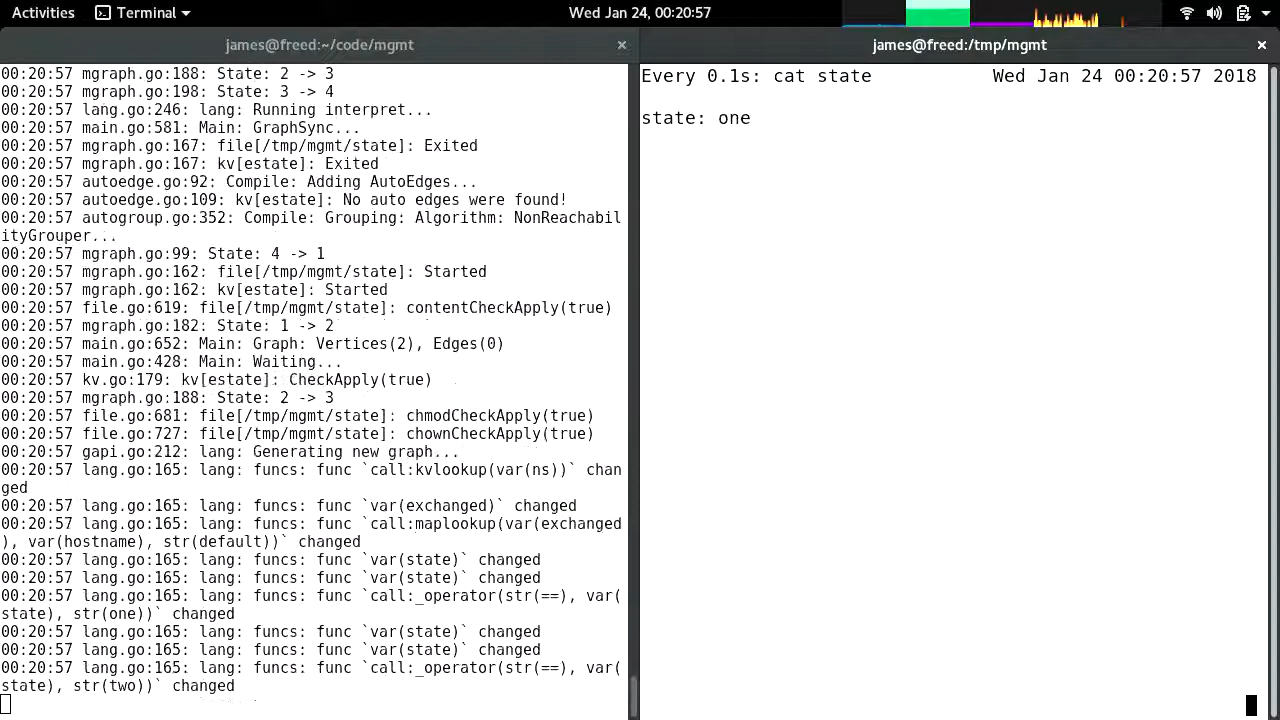 Activities Terminal Wed Jan 24, 00:20:57
james@freed:~/code/mgmt ×
00:20:57 mgraph.go:188: State: 2 -> 3
00:20:57 mgraph.go:198: State: 3 -> 4
00:20:57 lang.go:246: lang: Running interpret...
00:20:57 main.go:581: Main: GraphSync...
00:20:57 mgraph.go:167: file[/tmp/mgmt/state]: Exited
00:20:57 mgraph.go:167: kv[estate]: Exited
00:20:57 autoedge.go:92: Compile: Adding AutoEdges...
00:20:57 autoedge.go:109: kv[estate]: No auto edges were found!
00:20:57 autogroup.go:352: Compile: Grouping: Algorithm: NonReachabil
ityGrouper...
00:20:57 mgraph.go:99: State: 4 -> 1
00:20:57 mgraph.go:162: file[/tmp/mgmt/state]: Started
00:20:57 mgraph.go:162: kv[estate]: Started
00:20:57 file.go:619: file[/tmp/mgmt/state]: contentCheckApply(true)
00:20:57 mgraph.go:182: State: 1 -> 2
00:20:57 main.go:652: Main: Graph: Vertices(2), Edges(0)
00:20:57 main.go:428: Main: Waiting...
00:20:57 kv.go:179: kv[estate]: CheckApply(true)
00:20:57 mgraph.go:188: State: 2 -> 3
00:20:57 file.go:681: file[/tmp/mgmt/state]: chmodCheckApply(true)
00:20:57 file.go:727: file[/tmp/mgmt/state]: chownCheckApply(true)
00:20:57 gapi.go:212: lang: Generating new graph...
00:20:57 lang.go:165: lang: funcs: func `call:kvlookup(var(ns))` chan
ged
00:20:57 lang.go:165: lang: funcs: func `var(exchanged)` changed
00:20:57 lang.go:165: lang: funcs: func `call:maplookup(var(exchanged
), var(hostname), str(default))` changed
00:20:57 lang.go:165: lang: funcs: func `var(state)` changed
00:20:57 lang.go:165: lang: funcs: func `var(state)` changed
00:20:57 lang.go:165: lang: funcs: func `call:_operator(str(==), var(
state), str(one))` changed
00:20:57 lang.go:165: lang: funcs: func `var(state)` changed
00:20:57 lang.go:165: lang: funcs: func `var(state)` changed
00:20:57 lang.go:165: lang: funcs: func `call:_operator(str(==), var(
state), str(two))` changed
james@freed:/tmp/mgmt ×
Every 0.1s: cat state Wed Jan 24 00:20:57 2018
state: one